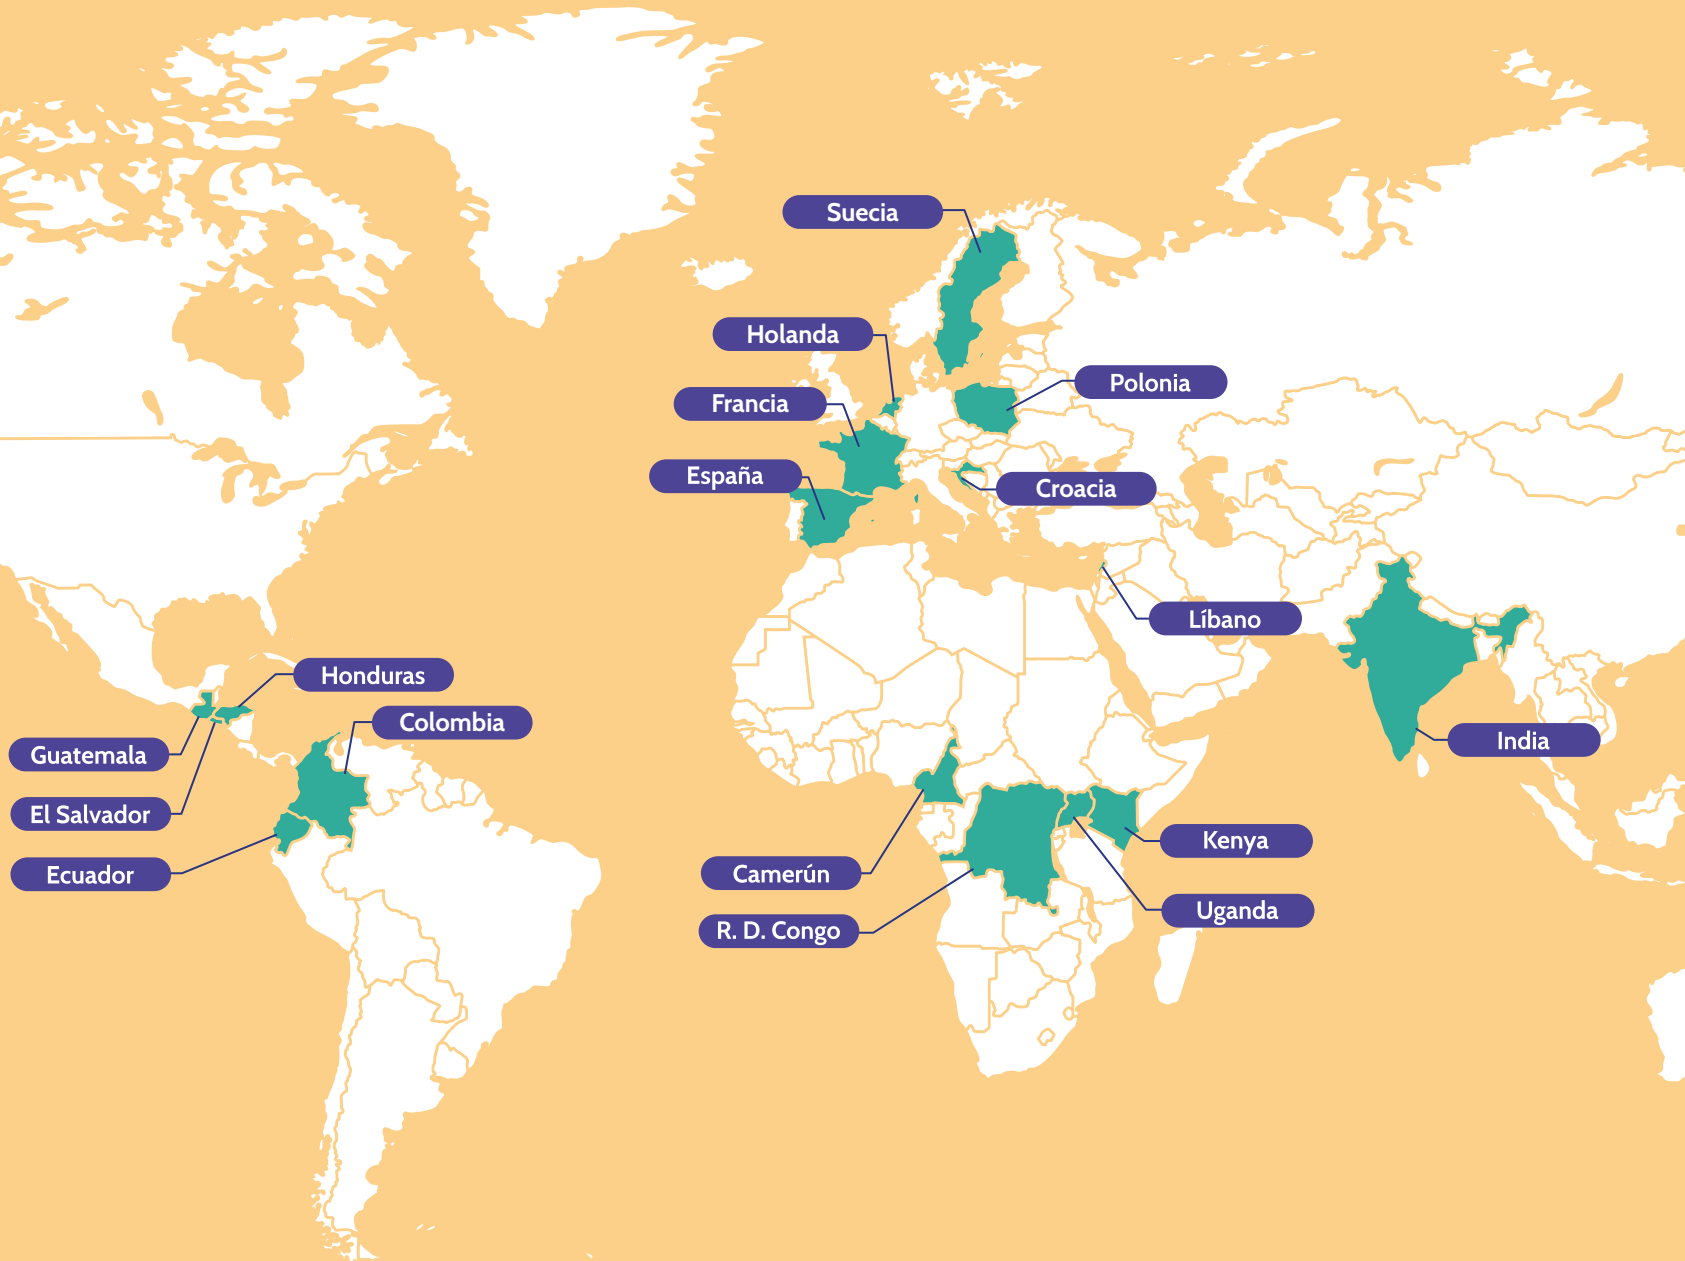 Suecia
Holanda
Polonia
Francia
España
Croacia
Líbano
Honduras
Colombia
Guatemala
India
El Salvador
Kenya
Ecuador
Camerún
Uganda
R. D. Congo